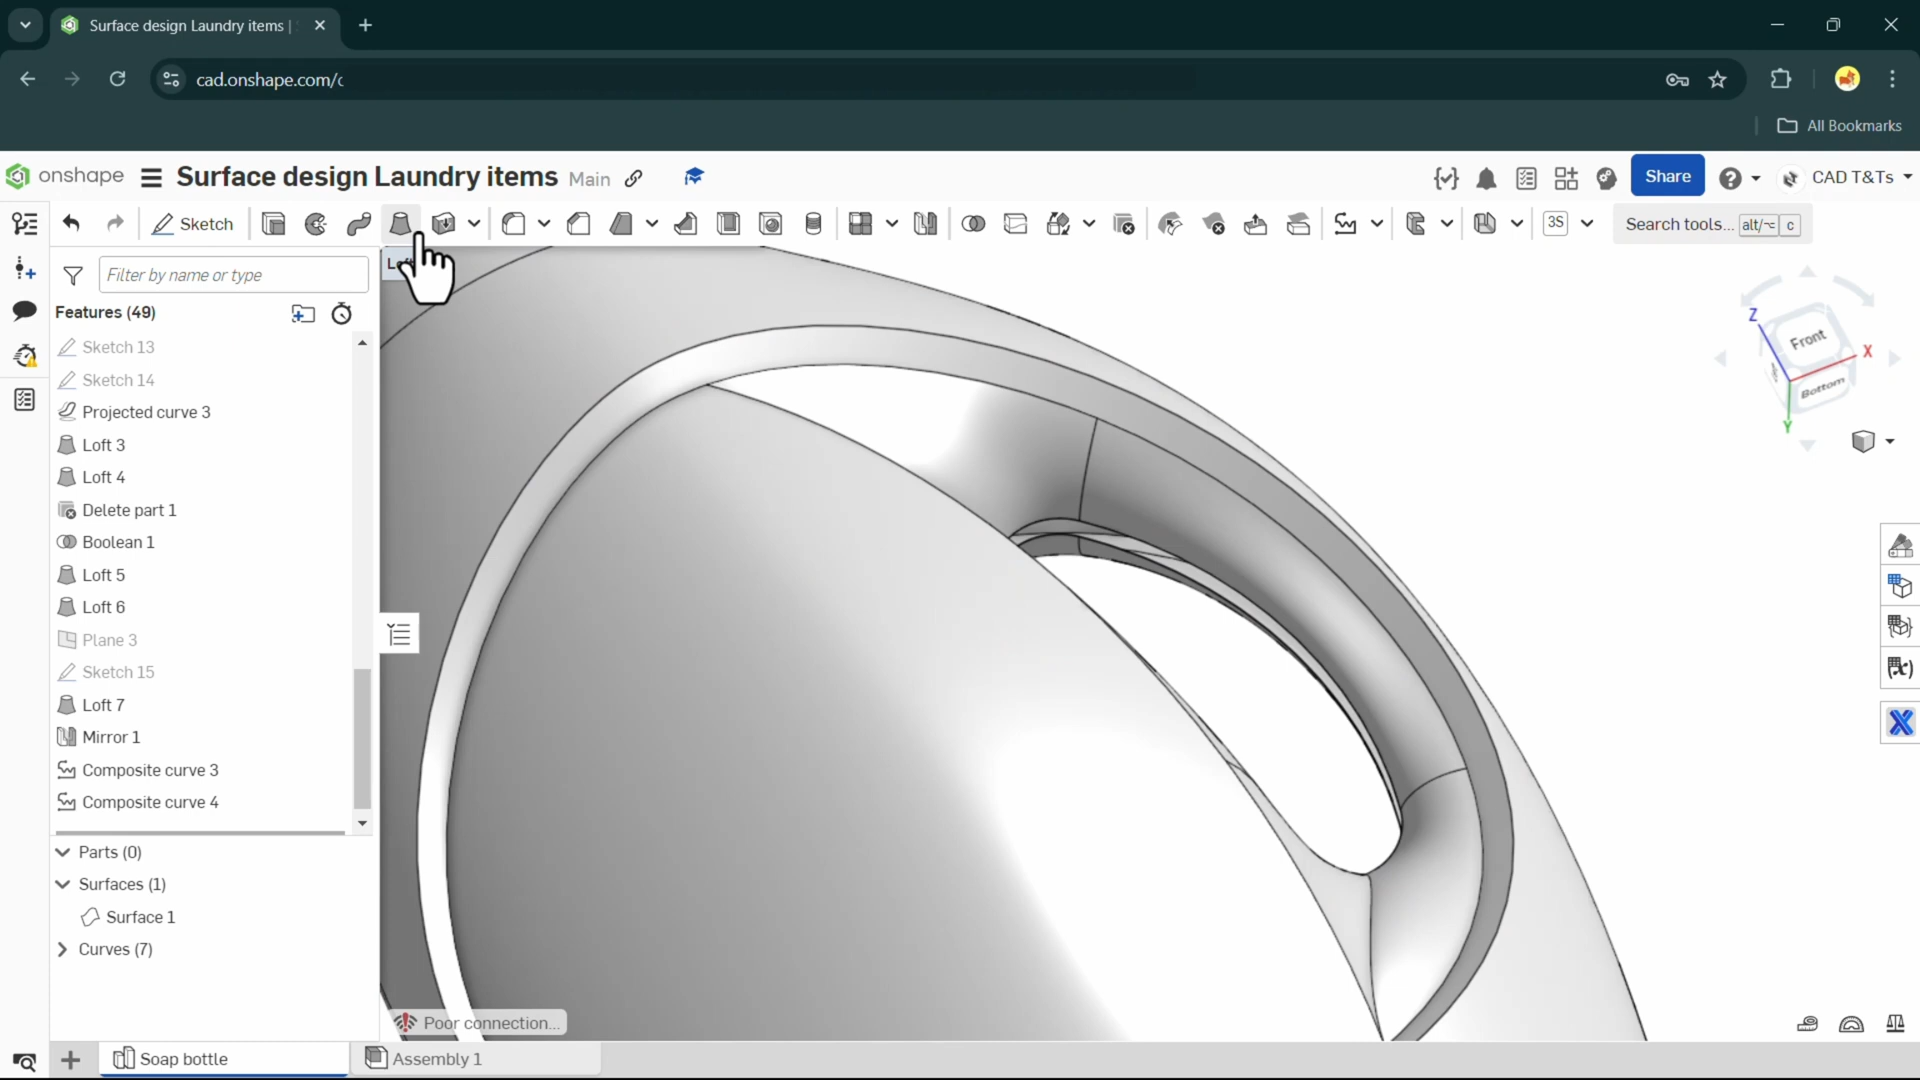 Surface design Laundry items |
cad.onshape.com/c
All Bookmarks
onshape
Surface design Laundry items
Main
Share
CAD T&Ts
Sketch
3S
Search tools... alt/⌥ c
Filter by name or type
Features (49)
Sketch 13
Sketch 14
Projected curve 3
Loft 3
Loft 4
Delete part 1
Boolean 1
Loft 5
Loft 6
Plane 3
Sketch 15
Loft 7
Mirror 1
Composite curve 3
Composite curve 4
Parts (0)
Surfaces (1)
Surface 1
Curves (7)
Z
Front
X
Bottom
Y
Poor connection...
Soap bottle
Assembly 1